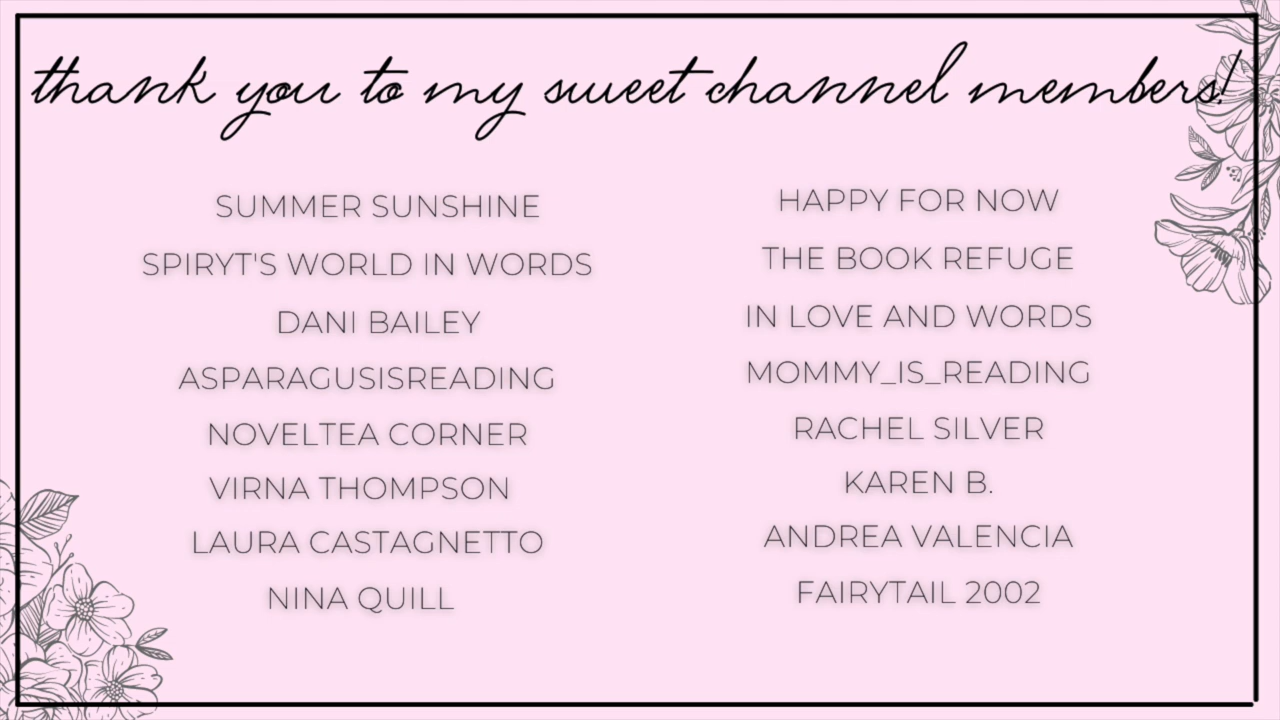 thank you to my sweet channel members!
SUMMER SUNSHINE
SPIRYT'S WORLD IN WORDS
DANI BAILEY
ASPARAGUSISREADING
NOVELTEA CORNER
VIRNA THOMPSON
LAURA CASTAGNETTO
NINA QUILL
HAPPY FOR NOW
THE BOOK REFUGE
IN LOVE AND WORDS
MOMMY_IS_READING
RACHEL SILVER
KAREN B.
ANDREA VALENCIA
FAIRYTAIL 2002